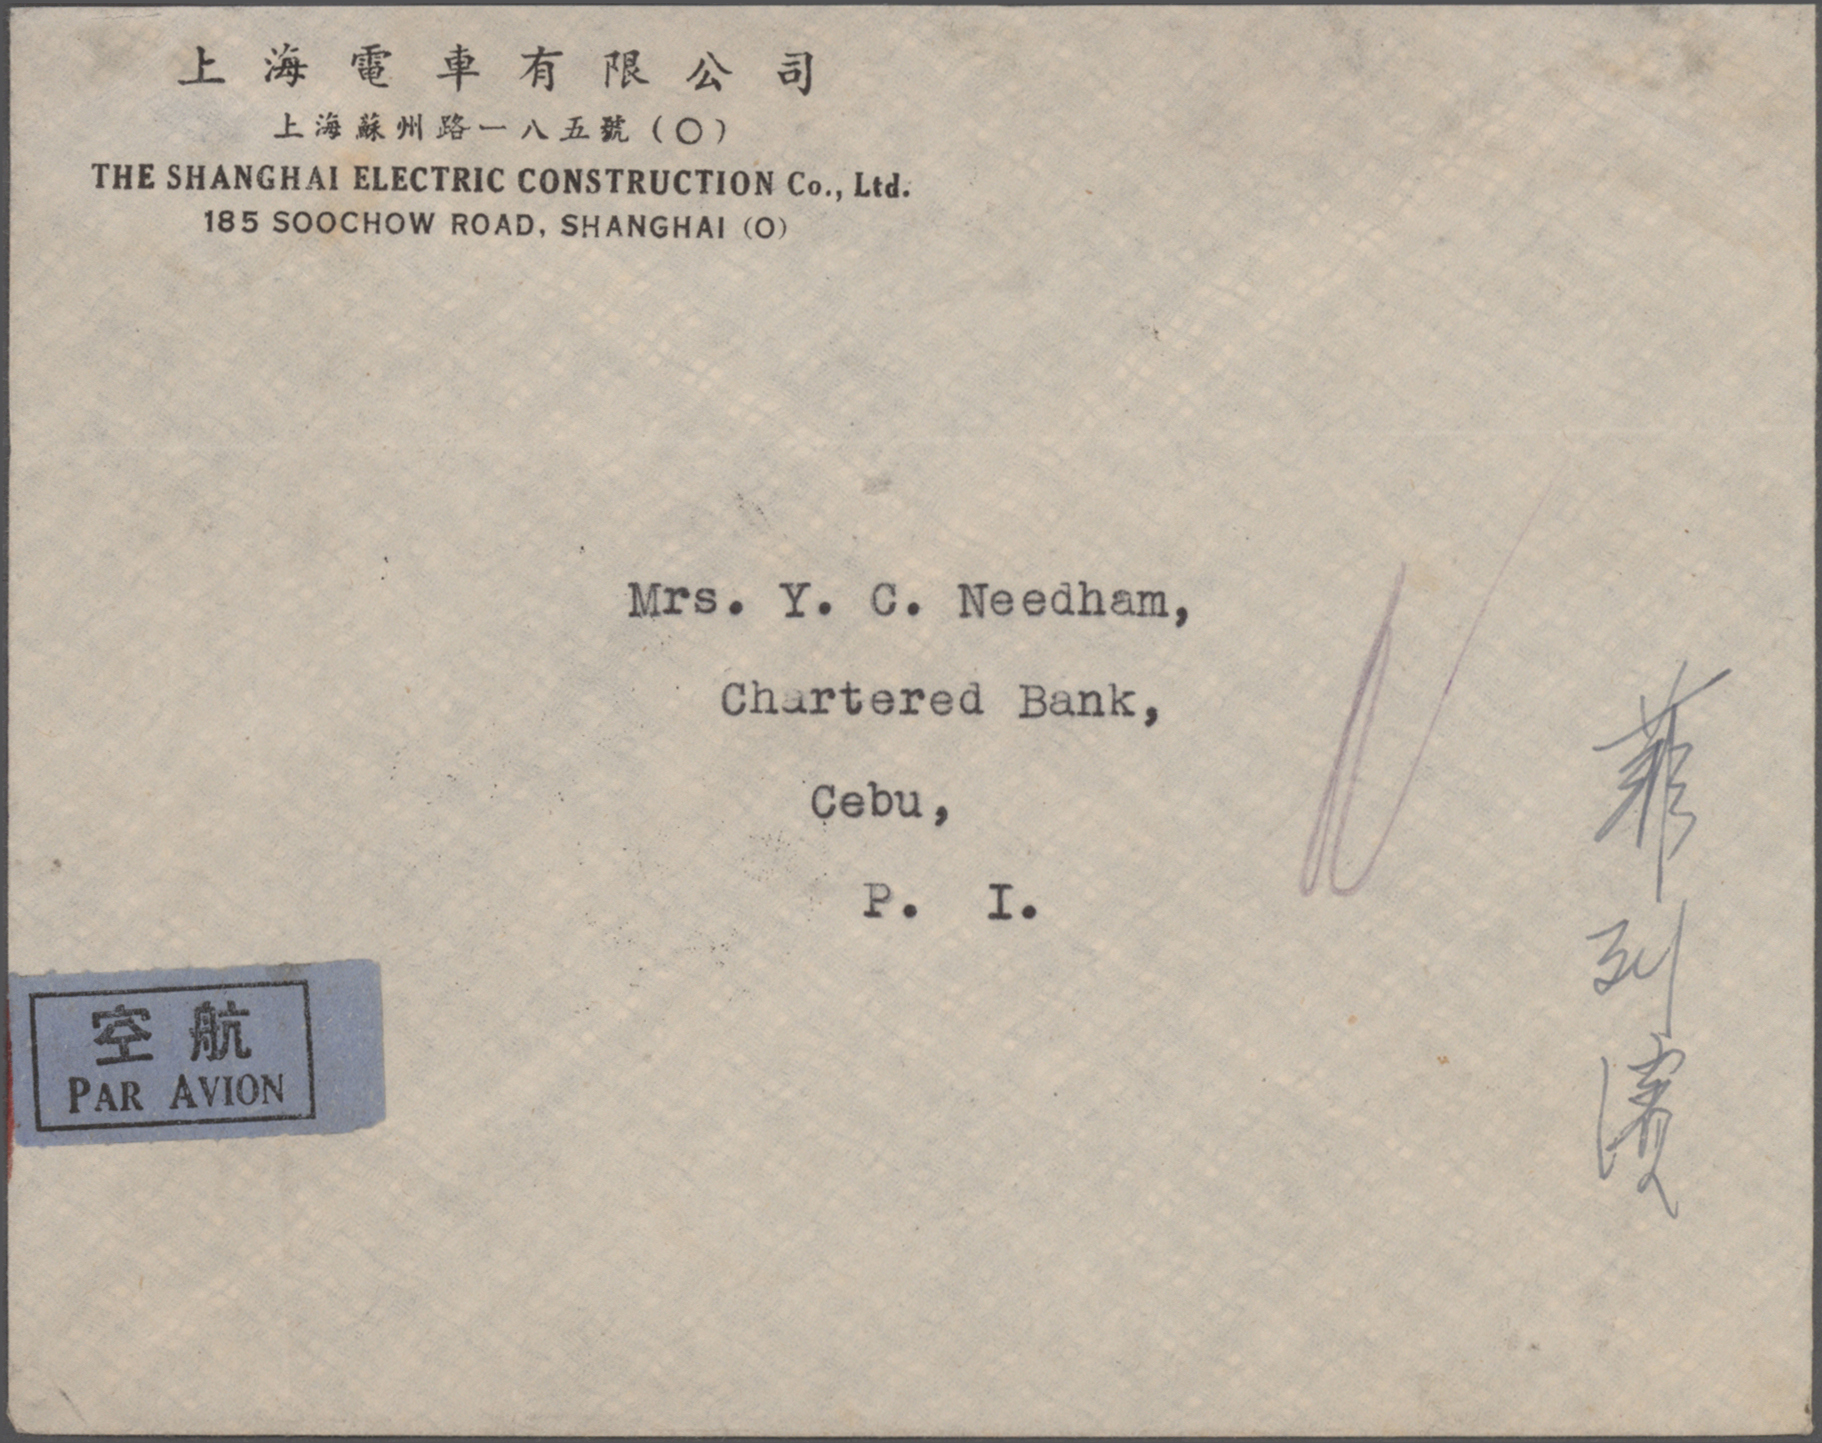 上海電車有限公司
上海蘇州路一八五號(〇)
THE SHANGHAI ELECTRIC CONSTRUCTION Co., Ltd.
185 SOOCHOW ROAD, SHANGHAI (O)
Mrs. Y. C. Needham,
Chartered Bank,
Cebu,
P. I.
菲列濱
空航
PAR AVION